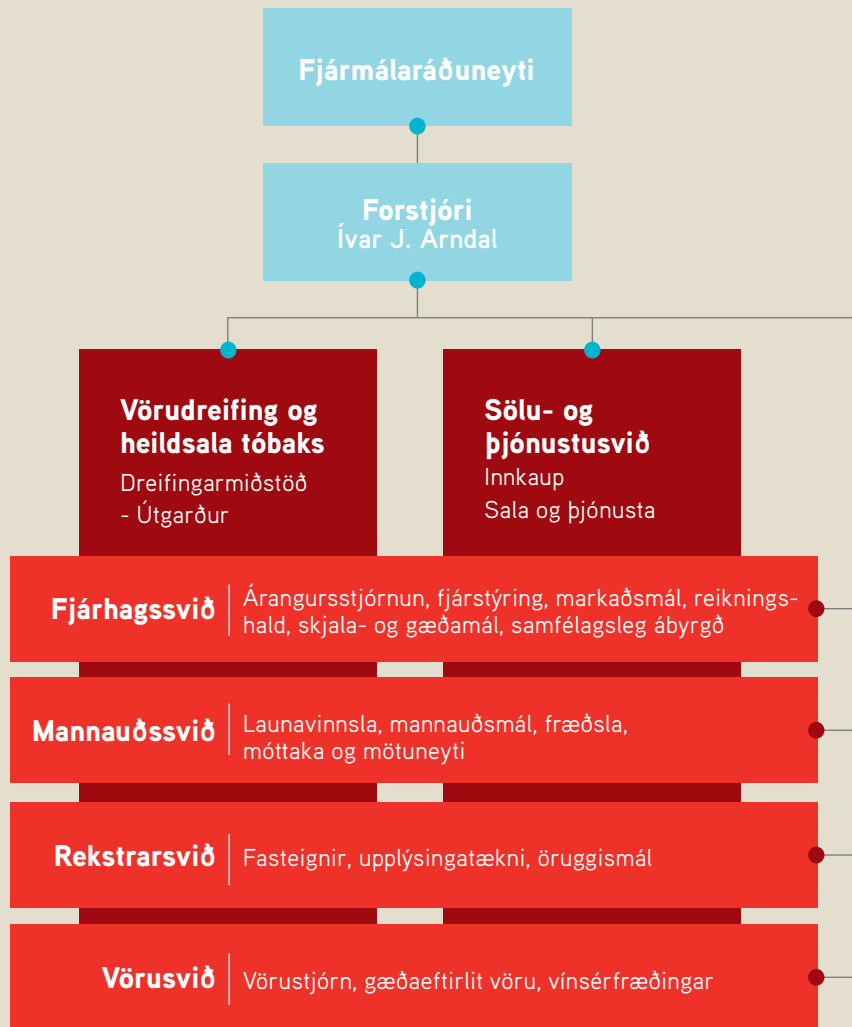 Fjármálaráðuneyti
Forstjóri
Ívar J. Arndal
Vörudreifing og
heildsala tóbaks
Dreifingarmiðstöð
- Útgarður
Sölu- og
þjónustusvið
Innkaup
Sala og þjónusta
Fjárhagssvið
Árangursstjórnun, fjárstýring, markaðsmál, reiknings-
hald, skjala- og gæðamál, samfélagsleg ábyrgð
Mannauðssvið
Launavinnsla, mannauðsmál, fræðsla,
móttaka og mötuneyti
Rekstrarsvið
Fasteignir, upplýsingatækni, öruggismál
Vörusvið
Vörustjórn, gæðaeftirlit vöru, vínsérfræðingar